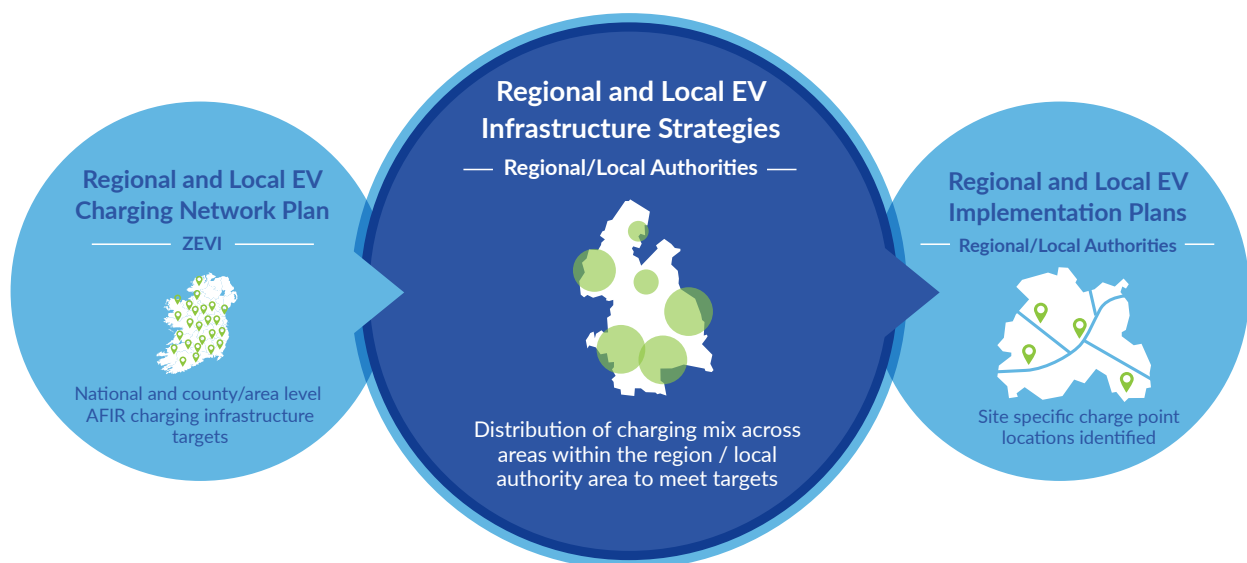 Regional and Local EV
Charging Network Plan
ZEVI
National and county/area level
AFIR charging infrastructure
targets
Regional and Local EV
Infrastructure Strategies
Regional/Local Authorities
Distribution of charging mix across
areas within the region / local
authority area to meet targets
Regional and Local EV
Implementation Plans
Regional/Local Authorities
Site specific charge point
locations identified